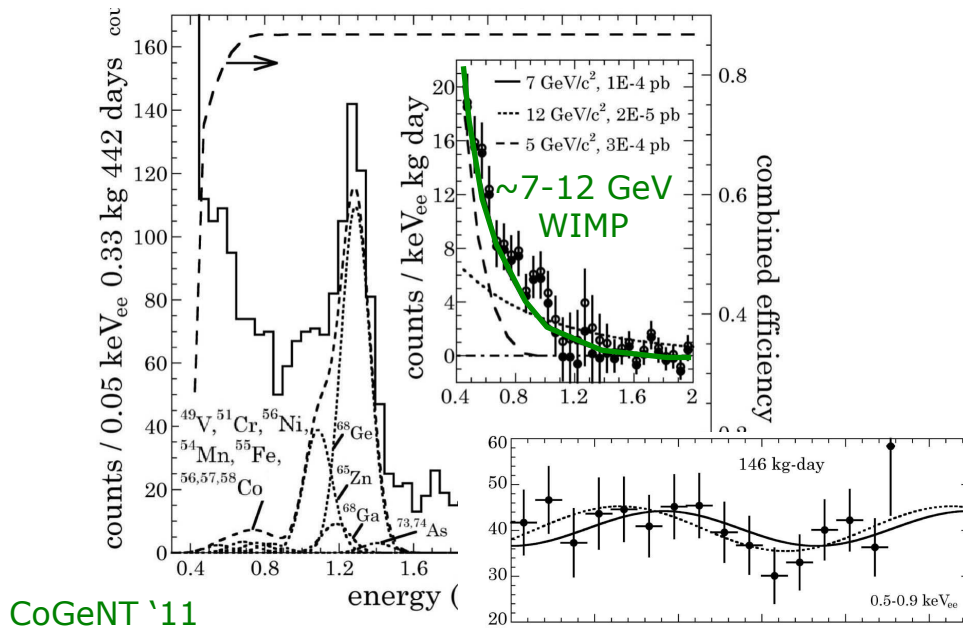 cou
160
140
120
100
80
60
40
20
0
counts / 0.05 keVee 0.33 kg 442 days
0.4 0.8 1.2 1.6
energy (
49V, 51Cr, 56Ni,
54Mn, 55Fe,
56,57,58Co
68Ge
65Zn
68Ga
73,74As
20
16
12
8
4
0
counts / keVee kg day
7 GeV/c², 1E-4 pb
12 GeV/c², 2E-5 pb
5 GeV/c², 3E-4 pb
~7-12 GeV
WIMP
0.4 0.8 1.2 1.6 2
0.8
0.6
0.4
combined efficiency
60
50
40
30
20
146 kg-day
0.5-0.9 keVee
CoGeNT ‘11